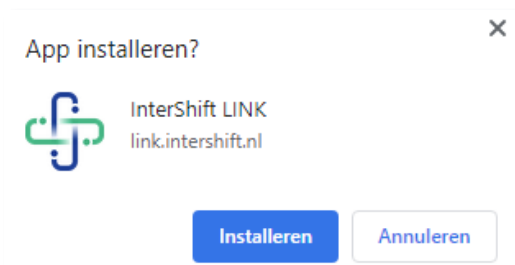 App installeren?
InterShift LINK
link.intershift.nl
Installeren
Annuleren